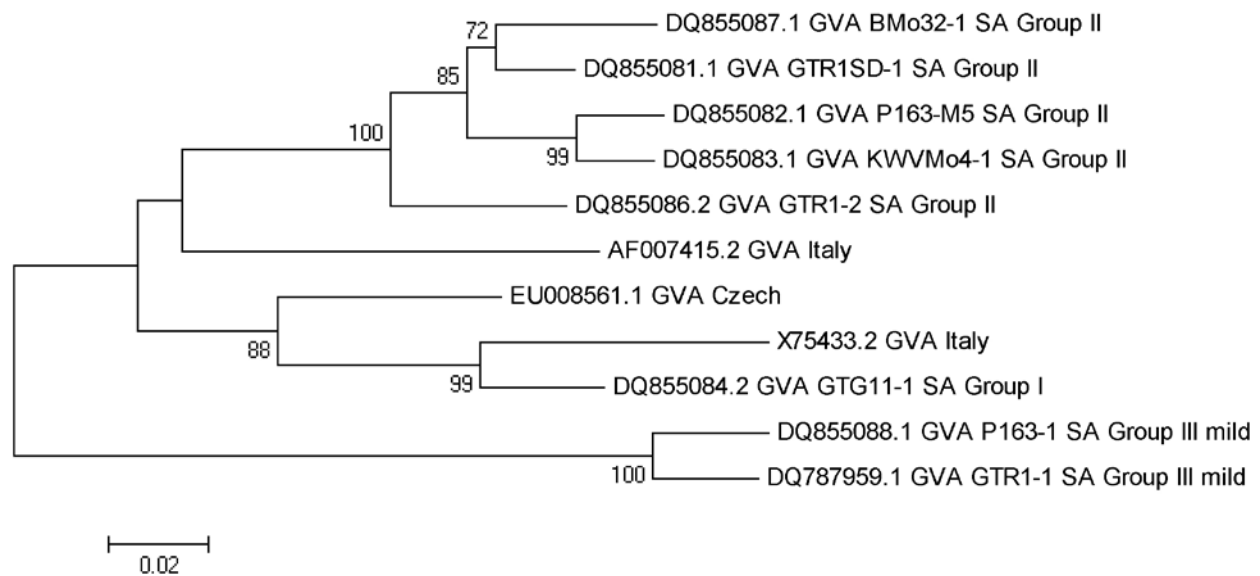 DQ855087.1 GVA BMo32-1 SA Group II
72
DQ855081.1 GVA GTR1SD-1 SA Group II
85
DQ855082.1 GVA P163-M5 SA Group II
100
99
DQ855083.1 GVA KWVMo4-1 SA Group II
DQ855086.2 GVA GTR1-2 SA Group II
AF007415.2 GVA Italy
EU008561.1 GVA Czech
88
X75433.2 GVA Italy
99
DQ855084.2 GVA GTG11-1 SA Group I
DQ855088.1 GVA P163-1 SA Group III mild
100
DQ787959.1 GVA GTR1-1 SA Group III mild
0.02